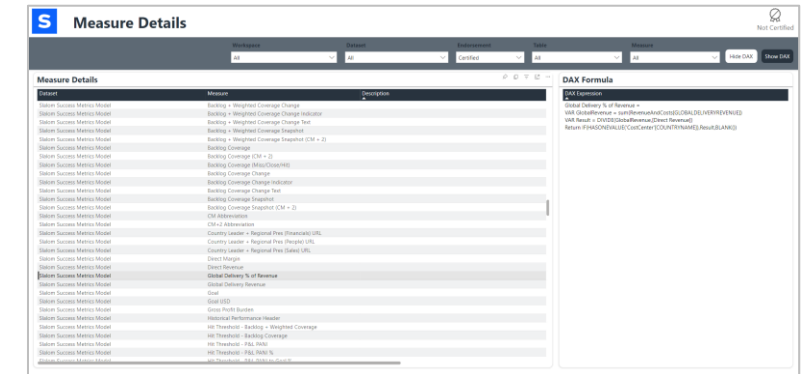 S Measure Details
Not Certified
Workspace Dataset Endorsement Table Measure
All All Certified All All Hide DAX Show DAX
Measure Details
DAX Formula
Dataset Measure Description
DAX Expression
Slalom Success Metrics Model Backlog + Weighted Coverage Change
Slalom Success Metrics Model Backlog + Weighted Coverage Change Indicator
Slalom Success Metrics Model Backlog + Weighted Coverage Change Text
Slalom Success Metrics Model Backlog + Weighted Coverage Snapshot
Slalom Success Metrics Model Backlog + Weighted Coverage Snapshot (CM + 2)
Slalom Success Metrics Model Backlog Coverage
Slalom Success Metrics Model Backlog Coverage (CM + 2)
Slalom Success Metrics Model Backlog Coverage (Miss/Close/Hit)
Slalom Success Metrics Model Backlog Coverage Change
Slalom Success Metrics Model Backlog Coverage Change Indicator
Slalom Success Metrics Model Backlog Coverage Change Text
Slalom Success Metrics Model Backlog Coverage Snapshot
Slalom Success Metrics Model Backlog Coverage Snapshot (CM + 2)
Slalom Success Metrics Model CM Abbreviation
Slalom Success Metrics Model CM+2 Abbreviation
Slalom Success Metrics Model Country Leader + Regional Pres (Financials) URL
Slalom Success Metrics Model Country Leader + Regional Pres (People) URL
Slalom Success Metrics Model Country Leader + Regional Pres (Sales) URL
Slalom Success Metrics Model Direct Margin
Slalom Success Metrics Model Direct Revenue
Slalom Success Metrics Model Global Delivery % of Revenue
Slalom Success Metrics Model Global Delivery Revenue
Slalom Success Metrics Model Goal
Slalom Success Metrics Model Goal USD
Slalom Success Metrics Model Gross Profit Burden
Slalom Success Metrics Model Historical Performance Header
Slalom Success Metrics Model Hit Threshold - Backlog + Weighted Coverage
Slalom Success Metrics Model Hit Threshold - Backlog Coverage
Slalom Success Metrics Model Hit Threshold - P&L PANI
Slalom Success Metrics Model Hit Threshold - P&L PANI %
Slalom Success Metrics Model Hit Threshold - P&L PANI
Global Delivery % of Revenue =
VAR GlobalRevenue = sum(RevenueAndCosts[GLOBALDELIVERYREVENUE])
VAR Result = DIVIDE(GlobalRevenue,[Direct Revenue])
Return IF(HASONEVALUE('CostCenter'[COUNTRYNAME]),Result,BLANK())